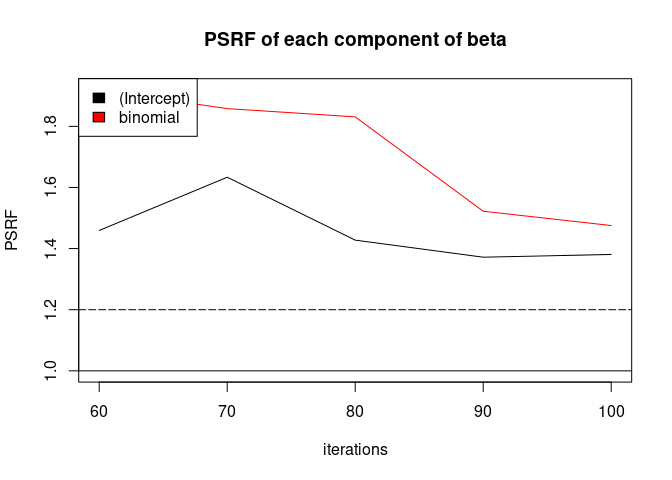 PSRF of each component of beta
(Intercept)
binomial
PSRF
1.8
1.6
1.4
1.2
1.0
60 70 80 90 100
iterations